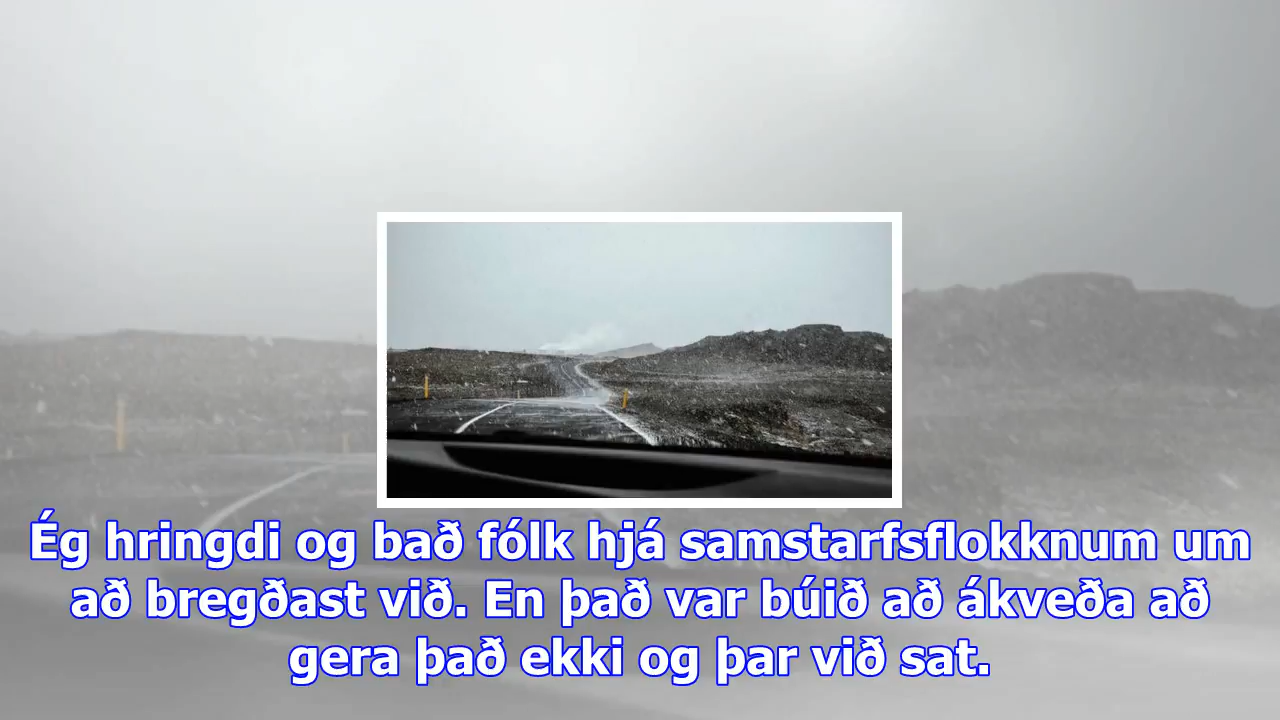 Ég hringdi og bað fólk hjá samstarfsflokknum um
að bregðast við. En það var búið að ákveða að
gera það ekki og þar við sat.